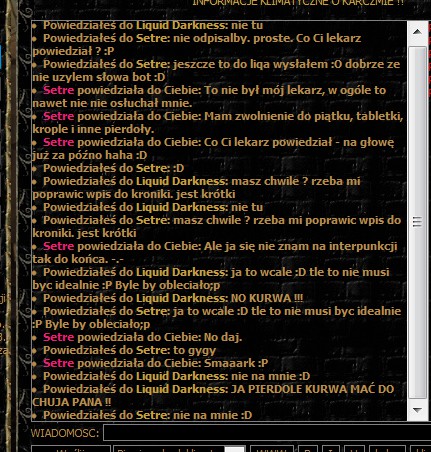 INFORMACJE KLIMATYCZNE O KARCZMIE !!
Powiedziałeś do Liquid Darkness: nie tu
Powiedziałeś do Setre: nie odpisałby. proste. Co Ci lekarz
powiedział ? :P
Powiedziałeś do Setre: jeszcze to do liqa wysłałem :O dobrze ze
nie uzylem słowa bot :D
Setre powiedziała do Ciebie: To nie był mój lekarz, w ogóle to
nawet nie nie osłuchał mnie.
Setre powiedziała do Ciebie: Mam zwolnienie do piątku, tabletki,
krople i inne pierdoły.
Setre powiedziała do Ciebie: Co Ci lekarz powiedział - na głowę
już za późno haha :D
Powiedziałeś do Setre: :D
Powiedziałeś do Liquid Darkness: masz chwile ? rzeba mi
poprawic wpis do kroniki. jest krótki
Powiedziałeś do Liquid Darkness: nie tu
Powiedziałeś do Setre: masz chwile ? rzeba mi poprawic wpis do
kroniki. jest krótki
Setre powiedziała do Ciebie: Ale ja się nie znam na interpunkcji
tak do końca. -.-
Powiedziałeś do Liquid Darkness: ja to wcale :D tle to nie musi
byc idealnie :P Byle by obleciało;p
Powiedziałeś do Liquid Darkness: NO KURWA !!!
Powiedziałeś do Setre: ja to wcale :D tle to nie musi byc idealnie
:P Byle by obleciało;p
Setre powiedziała do Ciebie: No daj.
Powiedziałeś do Setre: to gygy
Setre powiedziała do Ciebie: Smaaark :P
Powiedziałeś do Liquid Darkness: nie na mnie :D
Powiedziałeś do Liquid Darkness: JA PIERDOLE KURWA MAĆ DO
CHUJA PANA !!
Powiedziałeś do Setre: nie na mnie :D
WIADOMOSC: